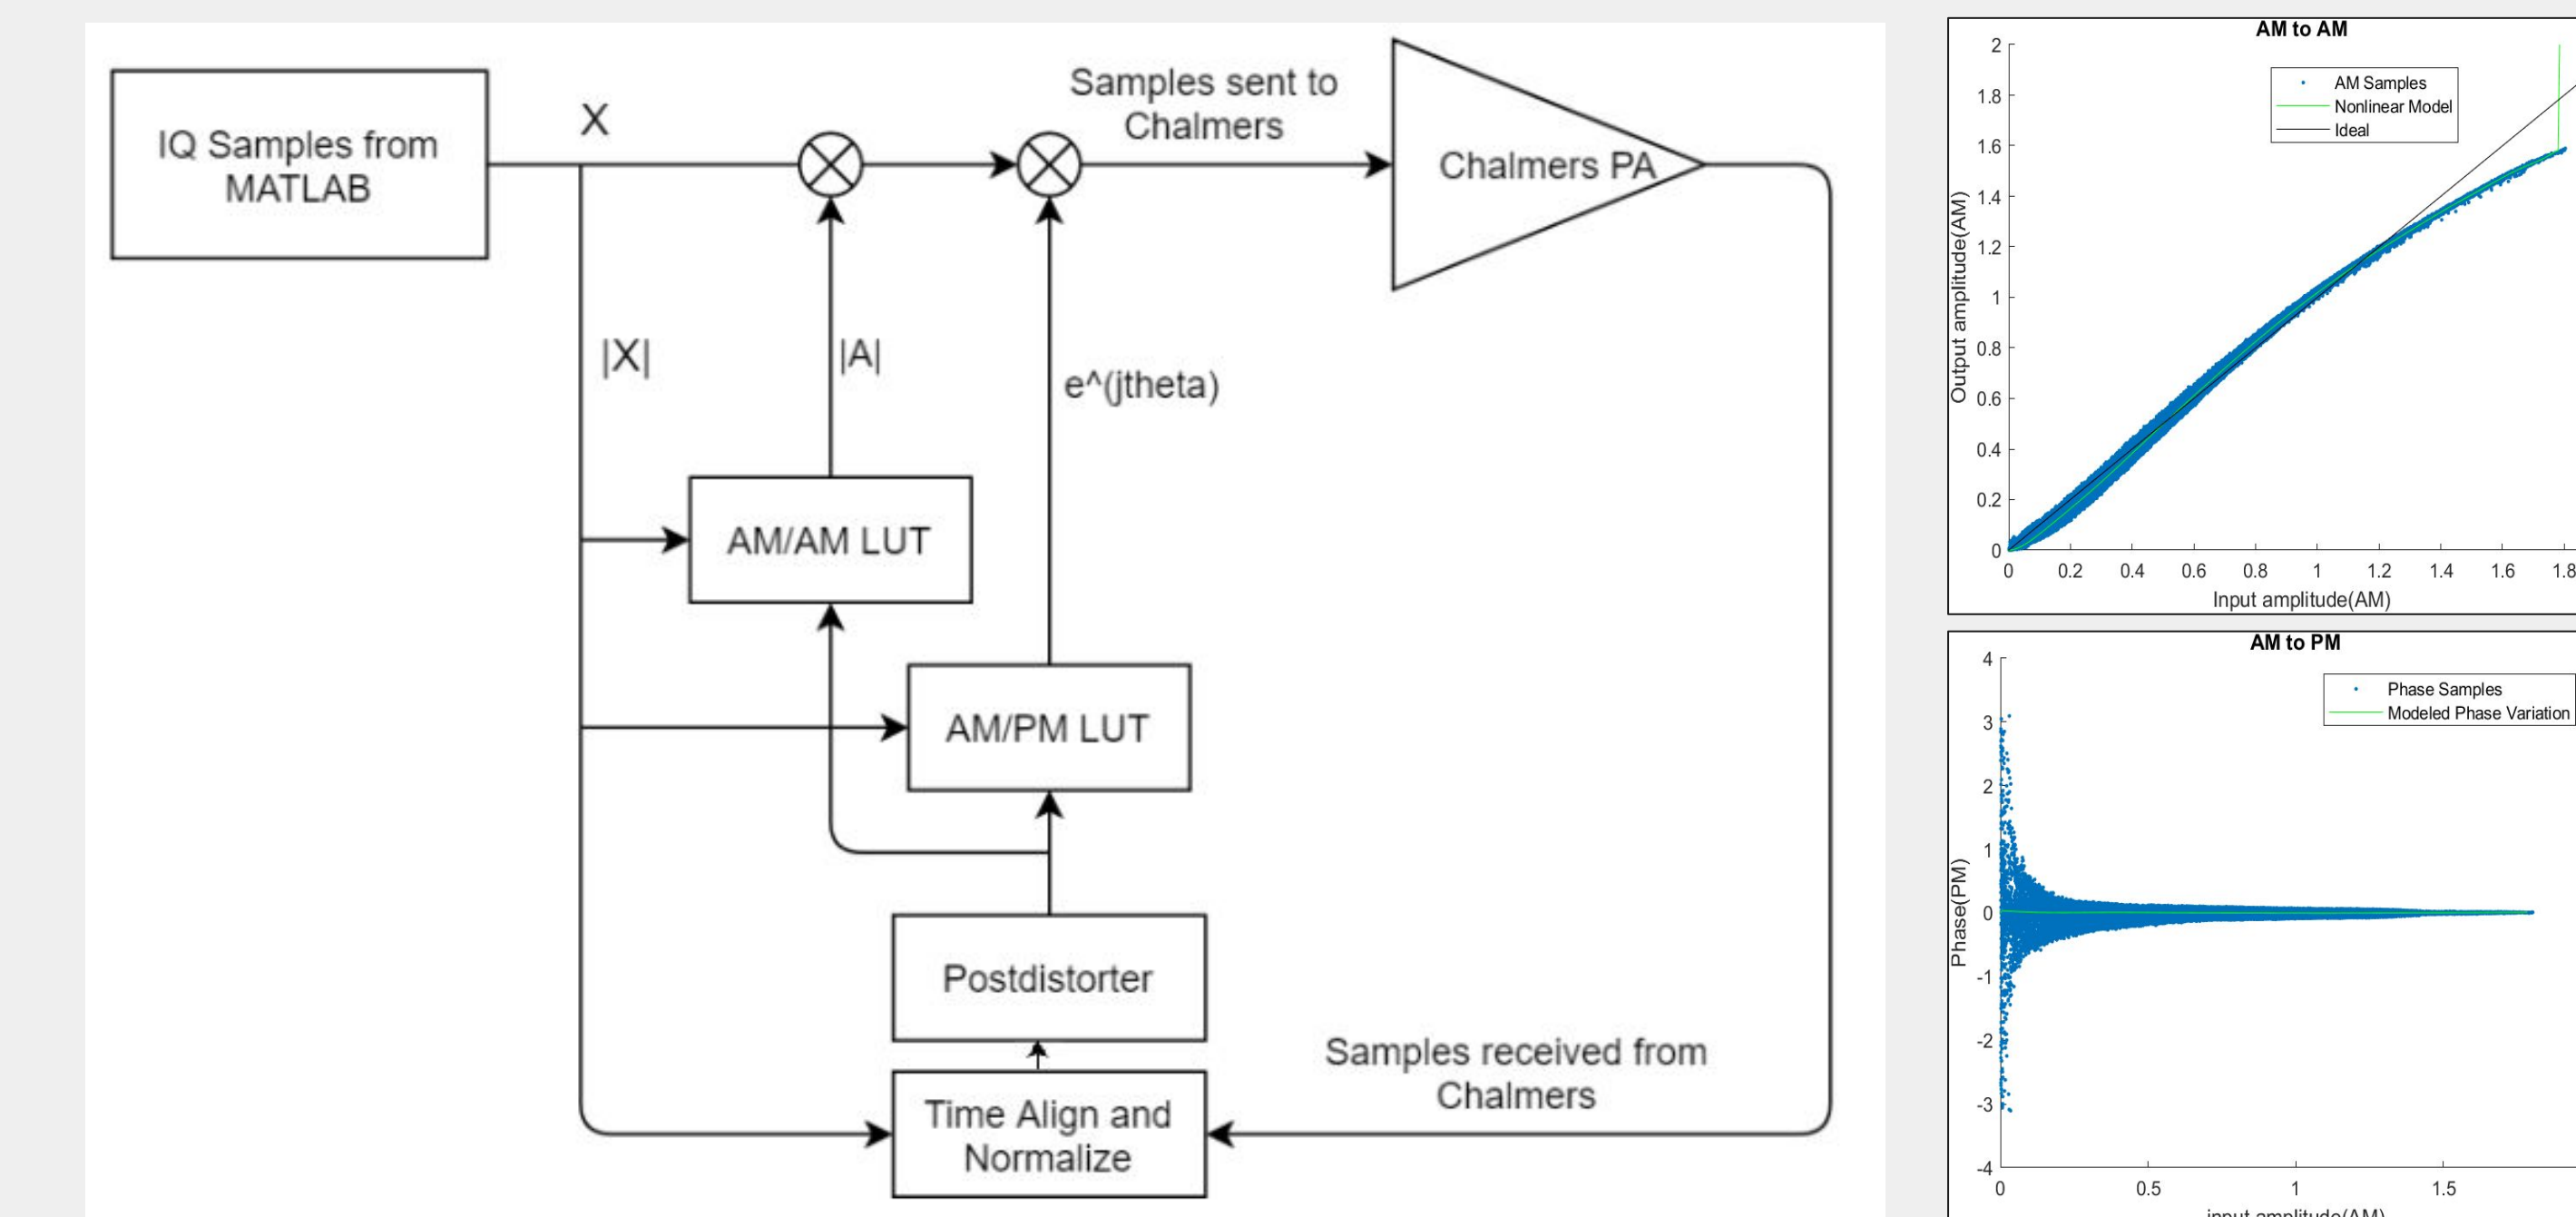 IQ Samples from
MATLAB
X
Samples sent to
Chalmers
Chalmers PA
|X|
|A|
e^(jtheta)
AM/AM LUT
AM/PM LUT
Postdistorter
Time Align and
Normalize
Samples received from
Chalmers
AM to AM
AM Samples
Nonlinear Model
Ideal
Output amplitude(AM)
2
1.8
1.6
1.4
1.2
1
0.8
0.6
0.4
0.2
0
0 0.2 0.4 0.6 0.8 1 1.2 1.4 1.6 1.8
Input amplitude(AM)
AM to PM
Phase Samples
Modeled Phase Variation
Phase(PM)
4
3
2
1
0
-1
-2
-3
-4
0 0.5 1 1.5
input amplitude(AM)